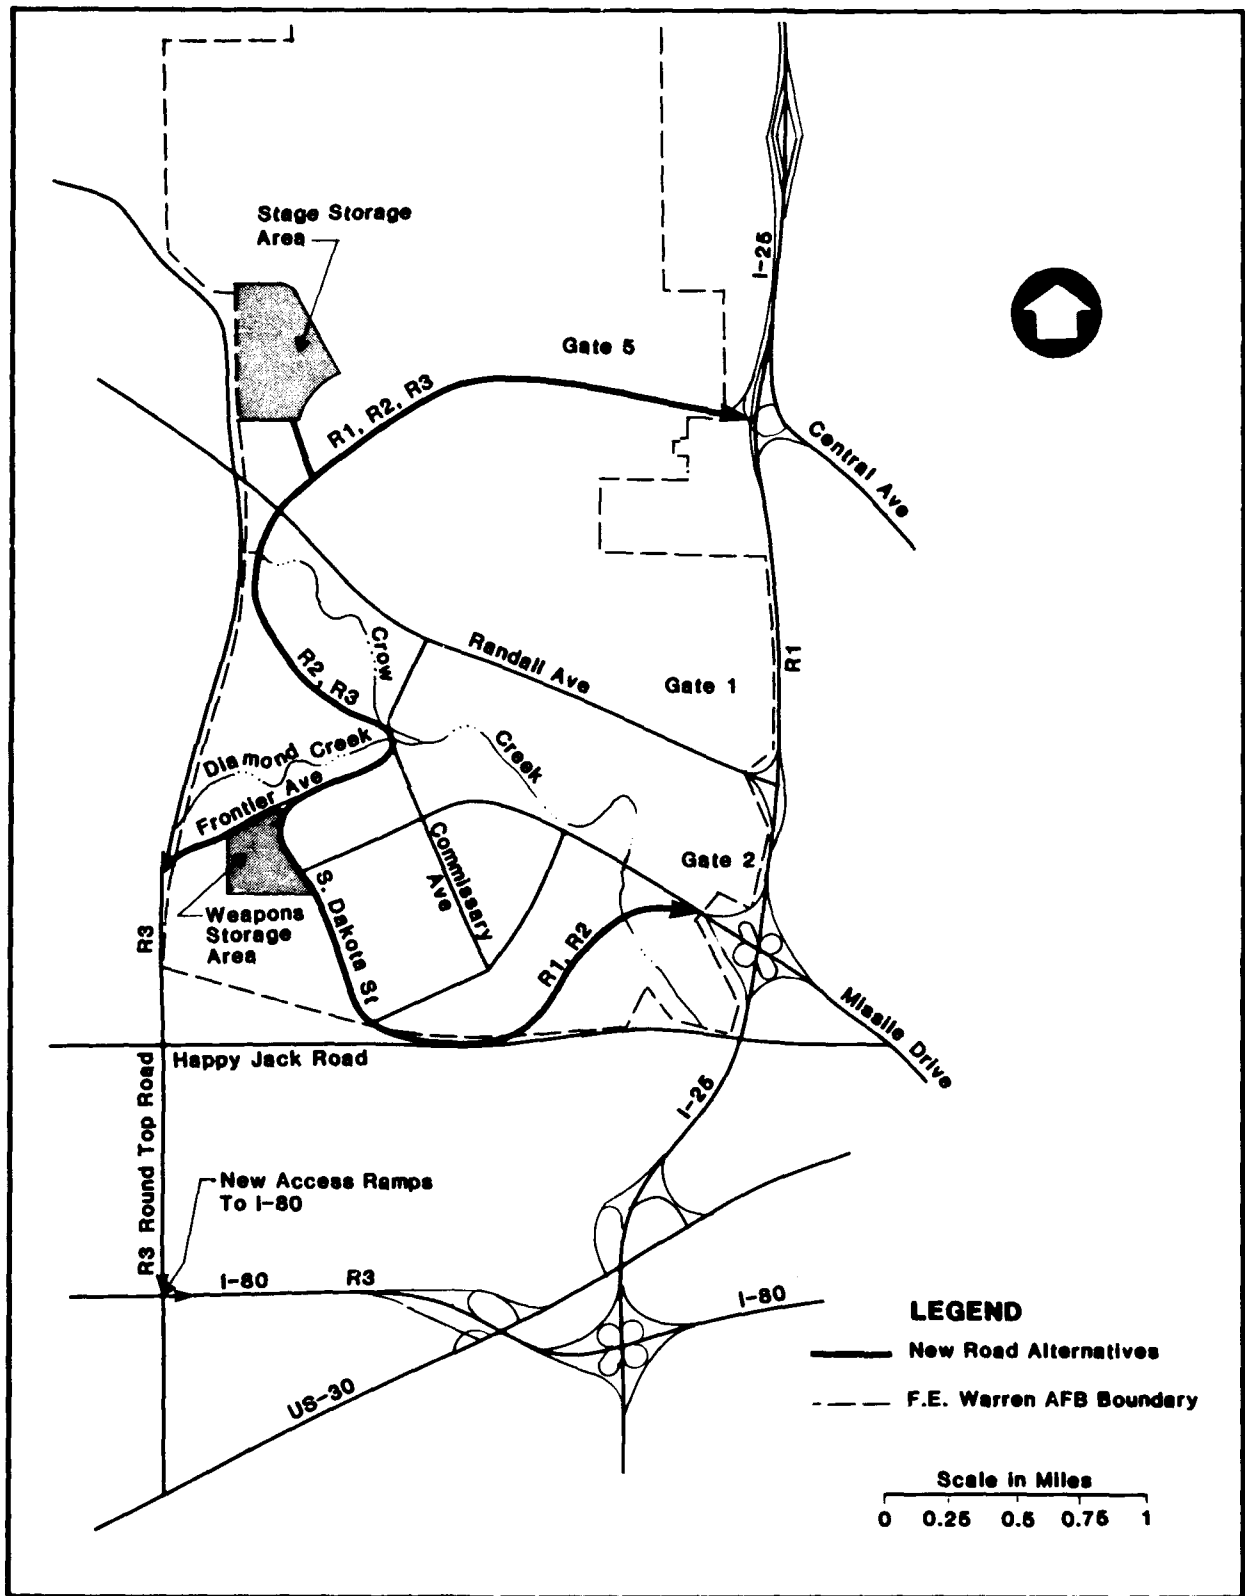 Stage Storage
Area
I-25
Gate 5
R1, R2, R3
Central Ave
Crow
Randall Ave
R1
R2, R3
Gate 1
Diamond Creek
Creek
Frontier Ave
Commissary
Ave
Gate 2
S. Dakota St
Weapons
Storage
Area
R3
R1, R2
Missile Drive
Happy Jack Road
R3 Round Top Road
I-25
New Access Ramps
To I-80
I-80
R3
I-80
US-30
LEGEND
New Road Alternatives
F.E. Warren AFB Boundary
Scale in Miles
0 0.25 0.5 0.75 1